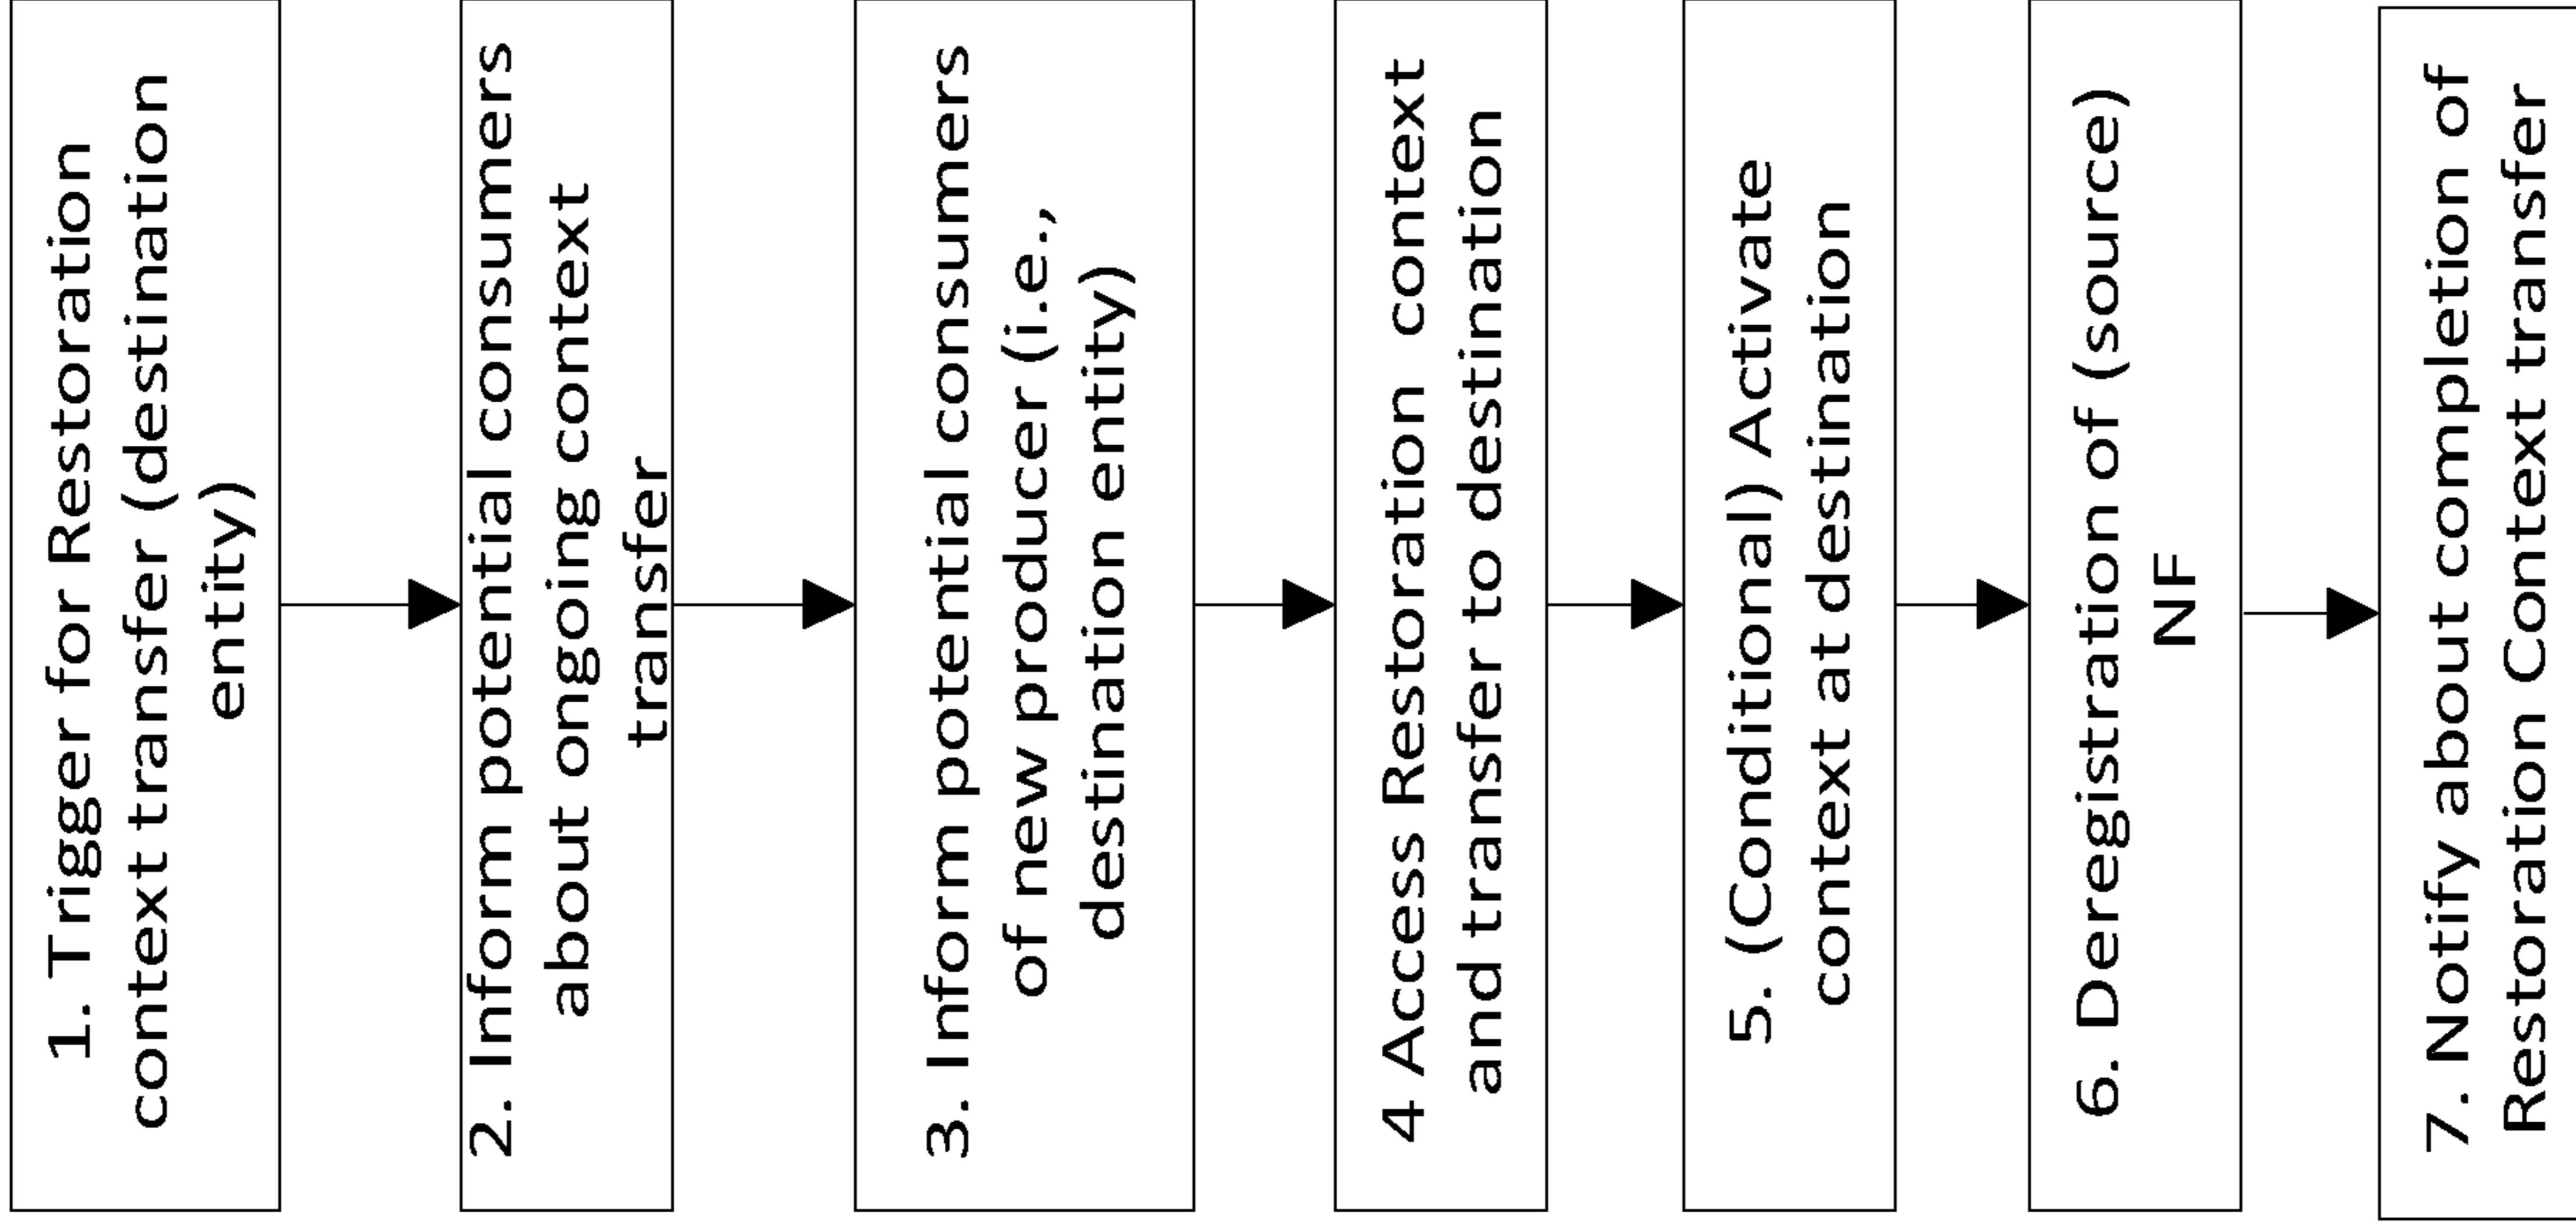 1. Trigger for Restoration
context transfer (destination
entity)
2. Inform potential consumers
about ongoing context
transfer
3. Inform potential consumers
of new producer (i.e.,
destination entity)
4 Access Restoration context
and transfer to destination
5. (Conditional) Activate
context at destination
6. Deregistration of (source)
NF
7. Notify about completion of
Restoration Context transfer